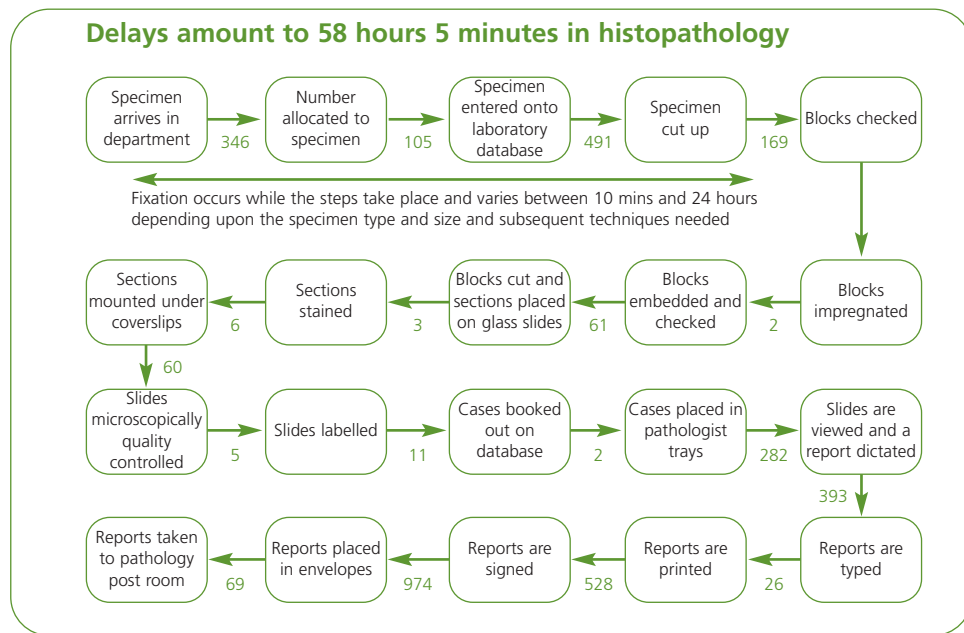 Delays amount to 58 hours 5 minutes in histopathology
Specimen
arrives in
department
346
Number
allocated to
specimen
105
Specimen
entered onto
laboratory
database
491
Specimen
cut up
169
Blocks checked
Fixation occurs while the steps take place and varies between 10 mins and 24 hours
depending upon the specimen type and size and subsequent techniques needed
Blocks
impregnated
2
Blocks
embedded and
checked
61
Blocks cut and
sections placed
on glass slides
3
Sections
stained
6
Sections
mounted under
coverslips
60
Slides
microscopically
quality
controlled
5
Slides labelled
11
Cases booked
out on
database
2
Cases placed in
pathologist
trays
282
Slides are
viewed and a
report dictated
393
Reports are
typed
26
Reports are
printed
528
Reports are
signed
974
Reports placed
in envelopes
69
Reports taken
to pathology
post room